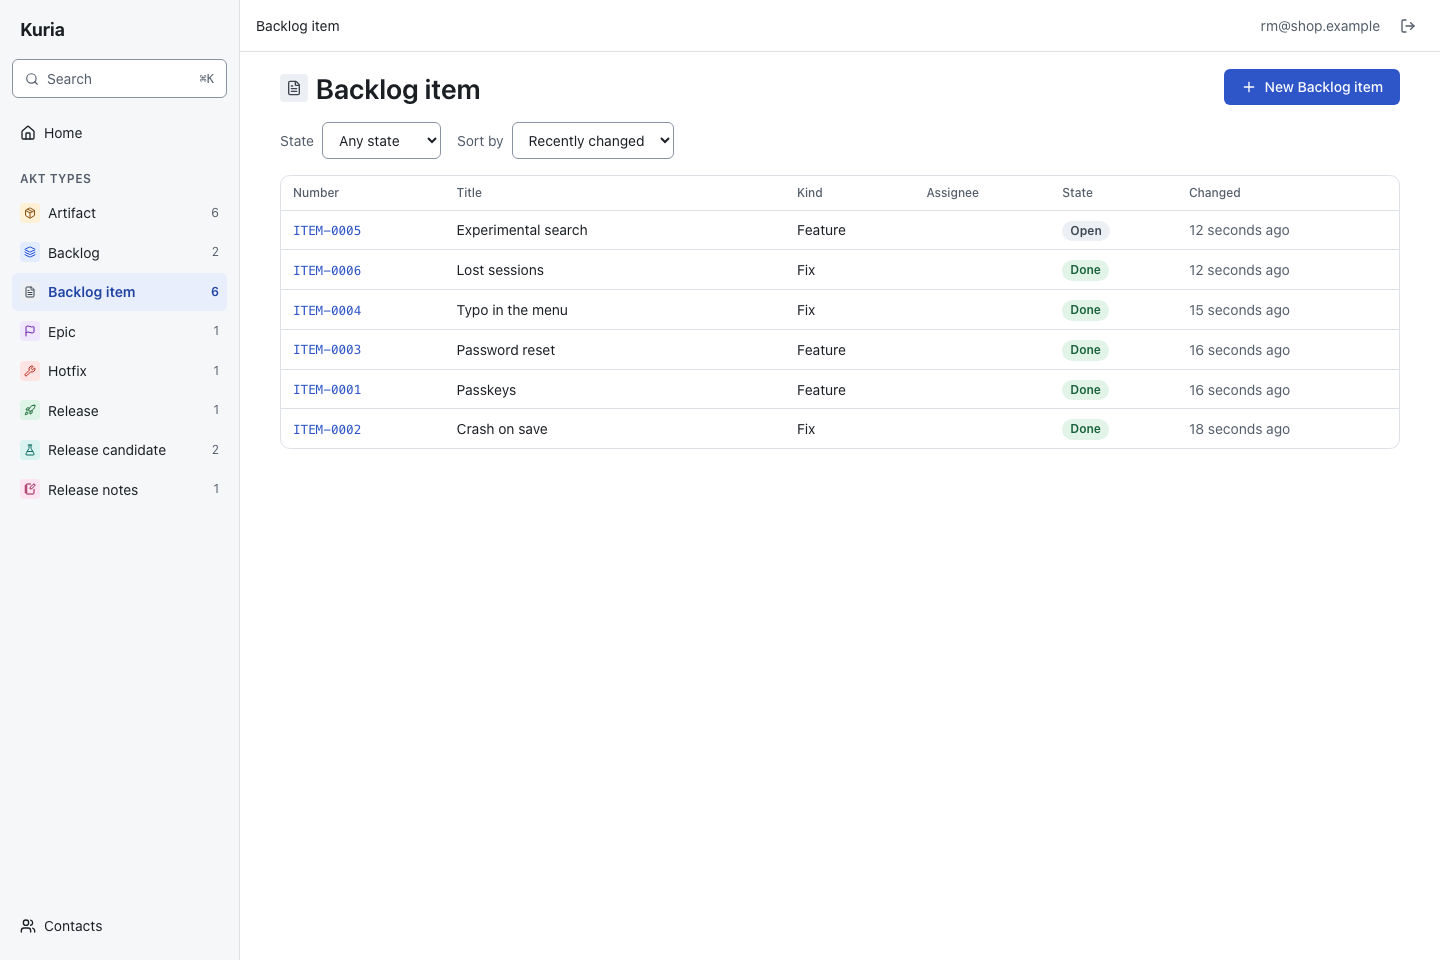 Kuria
Search ⌘K
Home
AKT TYPES
Artifact 6
Backlog 2
Backlog item 6
Epic 1
Hotfix 1
Release 1
Release candidate 2
Release notes 1
Contacts
Backlog item rm@shop.example
Backlog item New Backlog item
State Any state Sort by Recently changed
Number Title Kind Assignee State Changed
ITEM-0005 Experimental search Feature Open 12 seconds ago
ITEM-0006 Lost sessions Fix Done 12 seconds ago
ITEM-0004 Typo in the menu Fix Done 15 seconds ago
ITEM-0003 Password reset Feature Done 16 seconds ago
ITEM-0001 Passkeys Feature Done 16 seconds ago
ITEM-0002 Crash on save Fix Done 18 seconds ago